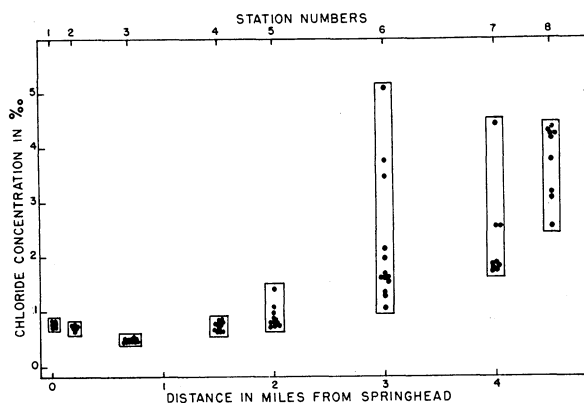 STATION NUMBERS
1 2 3 4 5 6 7 8
CHLORIDE CONCENTRATION IN ‰
5
4
3
2
.1
0
0 1 2 3 4
DISTANCE IN MILES FROM SPRINGHEAD